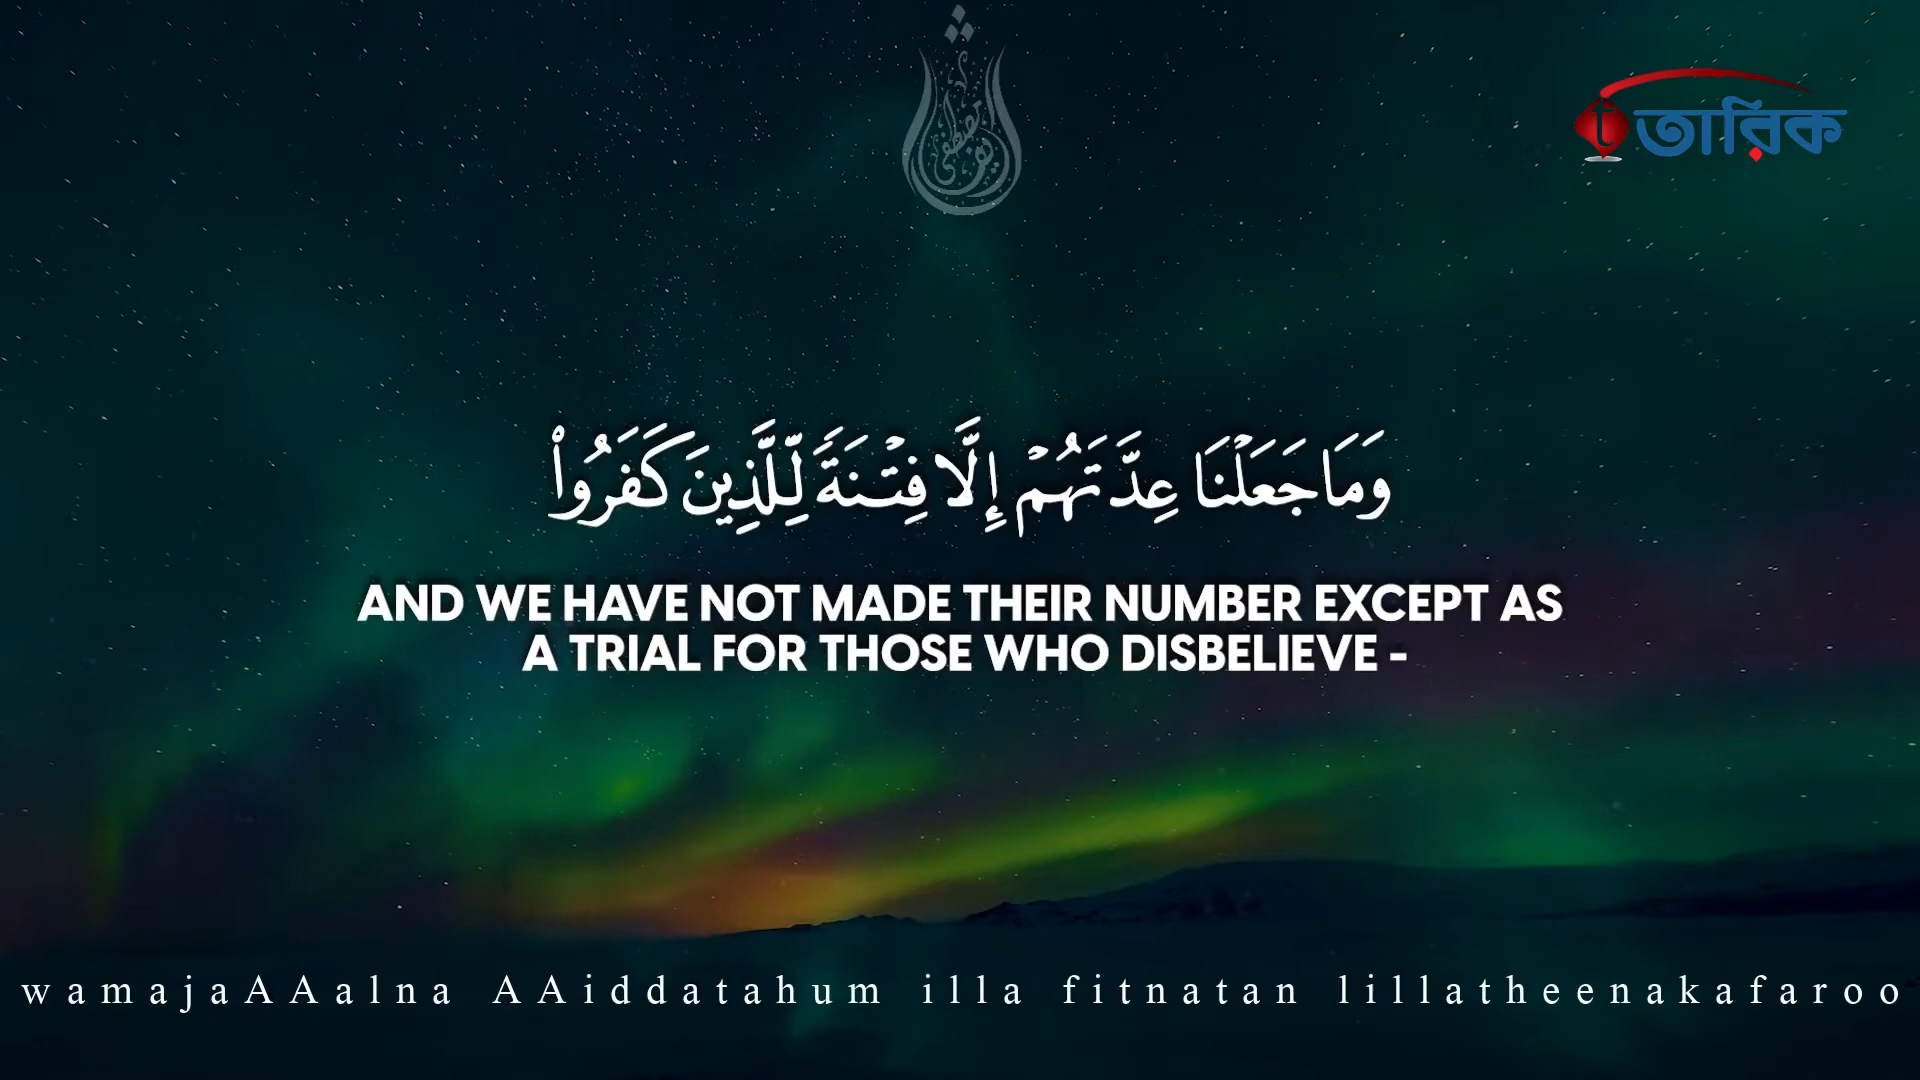 তারিক
وَمَا جَعَلْنَا عِدَّتَهُمْ إِلَّا فِتْنَةً لِّلَّذِينَ كَفَرُوا۟
AND WE HAVE NOT MADE THEIR NUMBER EXCEPT AS
A TRIAL FOR THOSE WHO DISBELIEVE -
wamajaAAalna AAiddatahum illa fitnatan lillatheenakafaroo